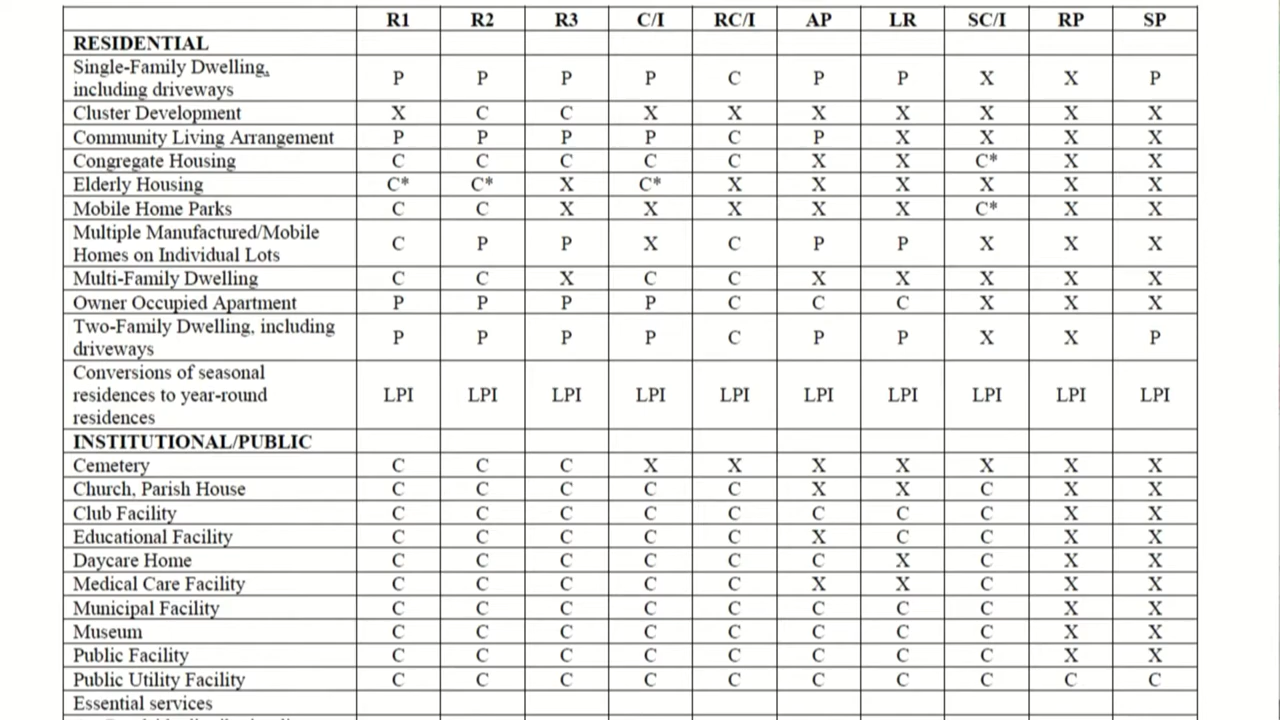 R1 R2 R3 C/I RC/I AP LR SC/I RP SP
RESIDENTIAL
Single-Family Dwelling,
including driveways P P P P C P P X X P
Cluster Development X C C X X X X X X X
Community Living Arrangement P P P P C P X X X X
Congregate Housing C C C C C X X C* X X
Elderly Housing C* C* X C* X X X X X X
Mobile Home Parks C C X X X X X C* X X
Multiple Manufactured/Mobile
Homes on Individual Lots C P P X C P P X X X
Multi-Family Dwelling C C X C C X X X X X
Owner Occupied Apartment P P P P C C C X X X
Two-Family Dwelling, including
driveways P P P P C P P X X P
Conversions of seasonal
residences to year-round
residences LPI LPI LPI LPI LPI LPI LPI LPI LPI LPI
INSTITUTIONAL/PUBLIC
Cemetery C C C X X X X X X X
Church, Parish House C C C C C X X C X X
Club Facility C C C C C C C C X X
Educational Facility C C C C C X C C X X
Daycare Home C C C C C C X C X X
Medical Care Facility C C C C C X X C X X
Municipal Facility C C C C C C C C X X
Museum C C C C C C C C X X
Public Facility C C C C C C C C X X
Public Utility Facility C C C C C C C C C C
Essential services